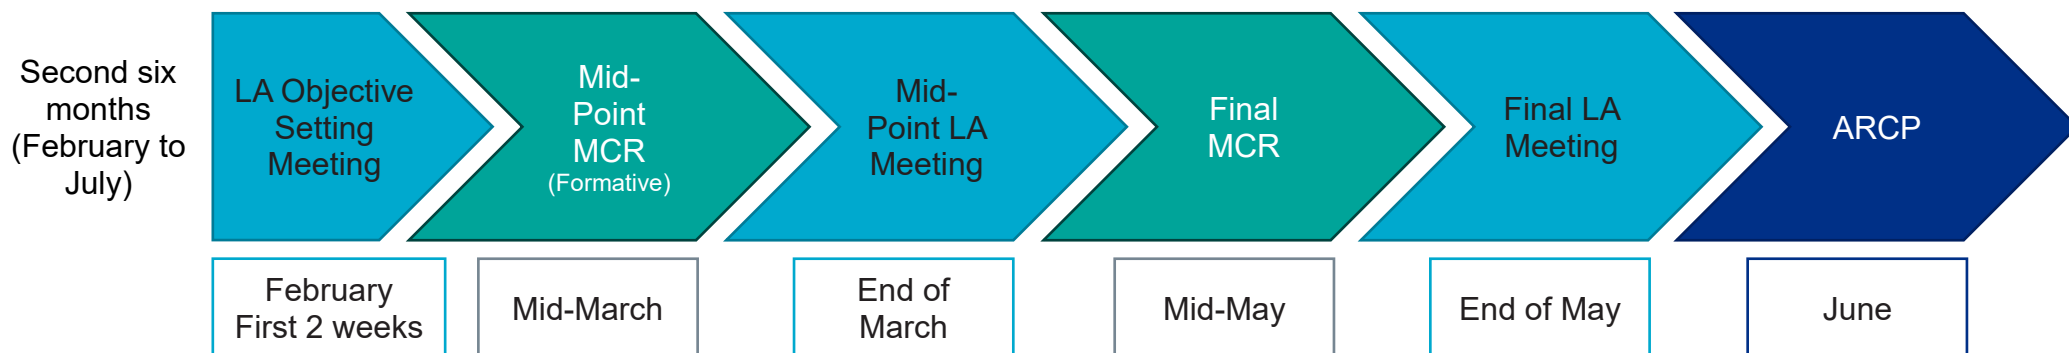 Second six
months
(February to
July)
LA Objective
Setting
Meeting
Mid-
Point
MCR
(Formative)
Mid-
Point LA
Meeting
Final
MCR
Final LA
Meeting
ARCP
February
First 2 weeks
Mid-March
End of
March
Mid-May
End of May
June